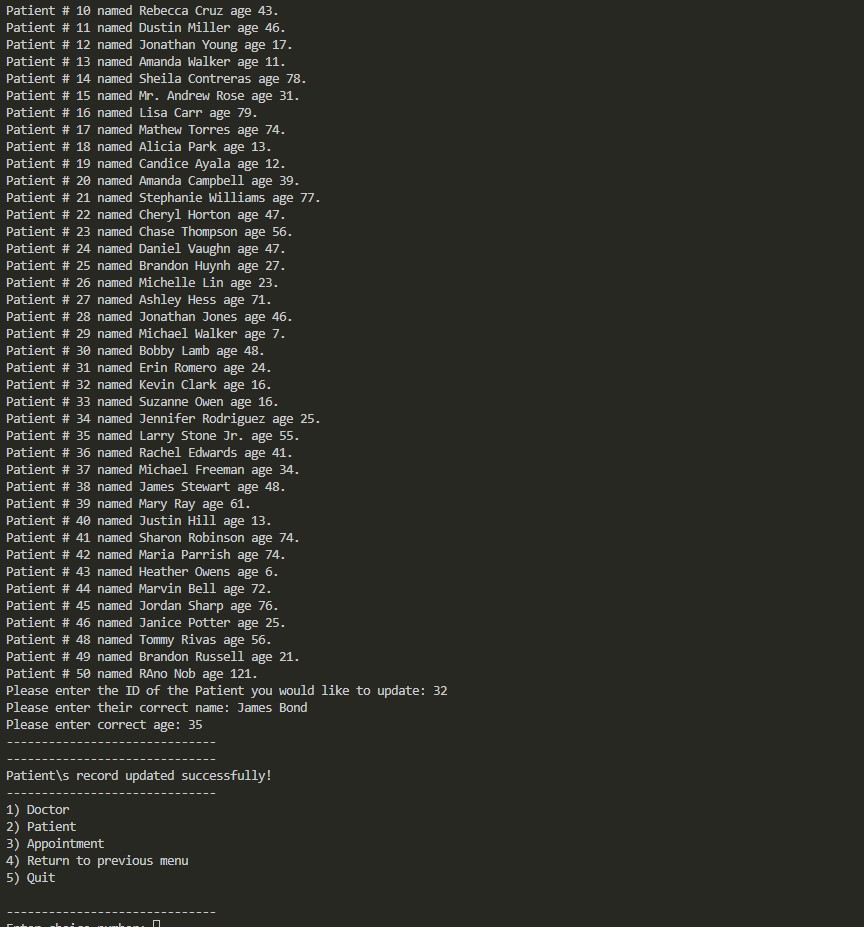 Patient # 10 named Rebecca Cruz age 43.
Patient # 11 named Dustin Miller age 46.
Patient # 12 named Jonathan Young age 17.
Patient # 13 named Amanda Walker age 11.
Patient # 14 named Sheila Contreras age 78.
Patient # 15 named Mr. Andrew Rose age 31.
Patient # 16 named Lisa Carr age 79.
Patient # 17 named Mathew Torres age 74.
Patient # 18 named Alicia Park age 13.
Patient # 19 named Candice Ayala age 12.
Patient # 20 named Amanda Campbell age 39.
Patient # 21 named Stephanie Williams age 77.
Patient # 22 named Cheryl Horton age 47.
Patient # 23 named Chase Thompson age 56.
Patient # 24 named Daniel Vaughn age 47.
Patient # 25 named Brandon Huynh age 27.
Patient # 26 named Michelle Lin age 23.
Patient # 27 named Ashley Hess age 71.
Patient # 28 named Jonathan Jones age 46.
Patient # 29 named Michael Walker age 7.
Patient # 30 named Bobby Lamb age 48.
Patient # 31 named Erin Romero age 24.
Patient # 32 named Kevin Clark age 16.
Patient # 33 named Suzanne Owen age 16.
Patient # 34 named Jennifer Rodriguez age 25.
Patient # 35 named Larry Stone Jr. age 55.
Patient # 36 named Rachel Edwards age 41.
Patient # 37 named Michael Freeman age 34.
Patient # 38 named James Stewart age 48.
Patient # 39 named Mary Ray age 61.
Patient # 40 named Justin Hill age 13.
Patient # 41 named Sharon Robinson age 74.
Patient # 42 named Maria Parrish age 74.
Patient # 43 named Heather Owens age 6.
Patient # 44 named Marvin Bell age 72.
Patient # 45 named Jordan Sharp age 76.
Patient # 46 named Janice Potter age 25.
Patient # 48 named Tommy Rivas age 56.
Patient # 49 named Brandon Russell age 21.
Patient # 50 named RAno Nob age 121.
Please enter the ID of the Patient you would like to update: 32
Please enter their correct name: James Bond
Please enter correct age: 35
------------------------------
------------------------------
Patient\s record updated successfully!
------------------------------
1) Doctor
2) Patient
3) Appointment
4) Return to previous menu
5) Quit
------------------------------
Enter choice number: